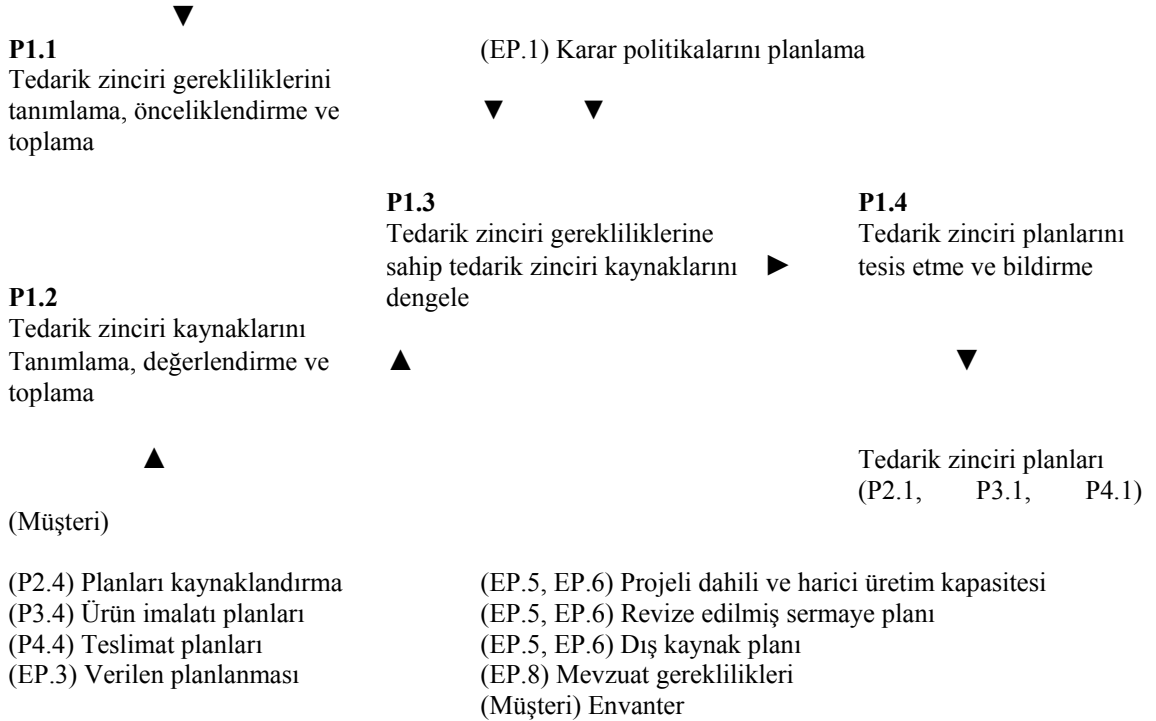 ▼
P1.1
Tedarik zinciri gerekliliklerini
tanımlama, önceliklendirme ve
toplama
(EP.1) Karar politikalarını planlama
▼ ▼
P1.3
Tedarik zinciri gerekliliklerine
sahip tedarik zinciri kaynaklarını ►
dengele
P1.4
Tedarik zinciri planlarını
tesis etme ve bildirme
P1.2
Tedarik zinciri kaynaklarını
Tanımlama, değerlendirme ve
toplama
▲ ▼
▲
Tedarik zinciri planları
(P2.1, P3.1, P4.1)
(Müşteri)
(P2.4) Planları kaynaklandırma
(P3.4) Ürün imalatı planları
(P4.4) Teslimat planları
(EP.3) Verilen planlanması
(EP.5, EP.6) Projeli dahili ve harici üretim kapasitesi
(EP.5, EP.6) Revize edilmiş sermaye planı
(EP.5, EP.6) Dış kaynak planı
(EP.8) Mevzuat gereklilikleri
(Müşteri) Envanter